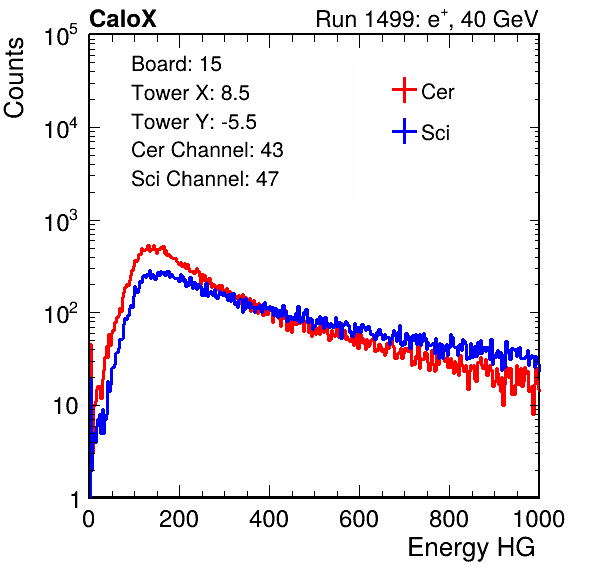 CaloX Run 1499: e⁺, 40 GeV
Counts
10⁵
10⁴
10³
10²
10
1
Board: 15
Tower X: 8.5
Tower Y: -5.5
Cer Channel: 43
Sci Channel: 47
Cer
Sci
0 200 400 600 800 1000
Energy HG